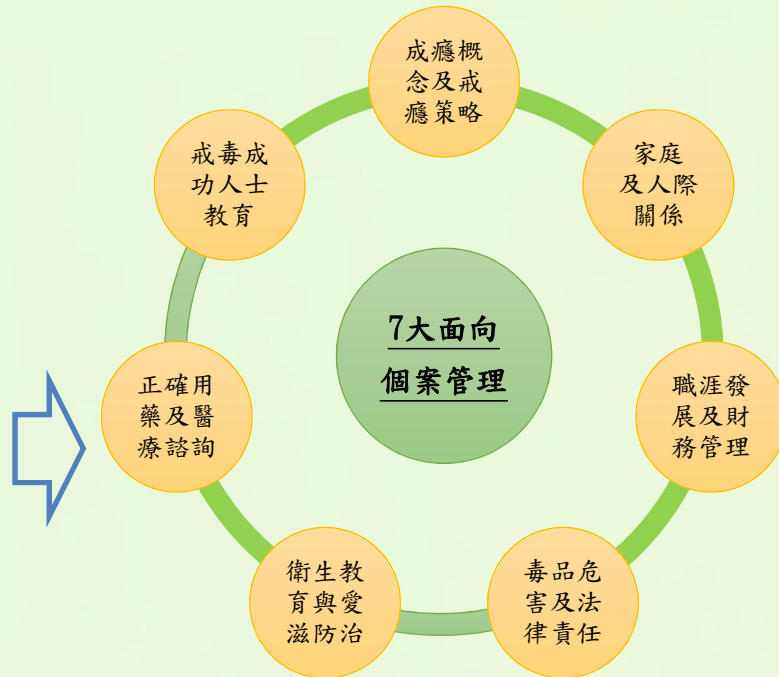 成癮概
念及戒
癮策略
家庭
及人際
關係
職涯發
展及財
務管理
毒品危
害及法
律責任
衛生教
育與愛
滋防治
正確用
藥及醫
療諮詢
戒毒成
功人士
教育
7大面向
個案管理